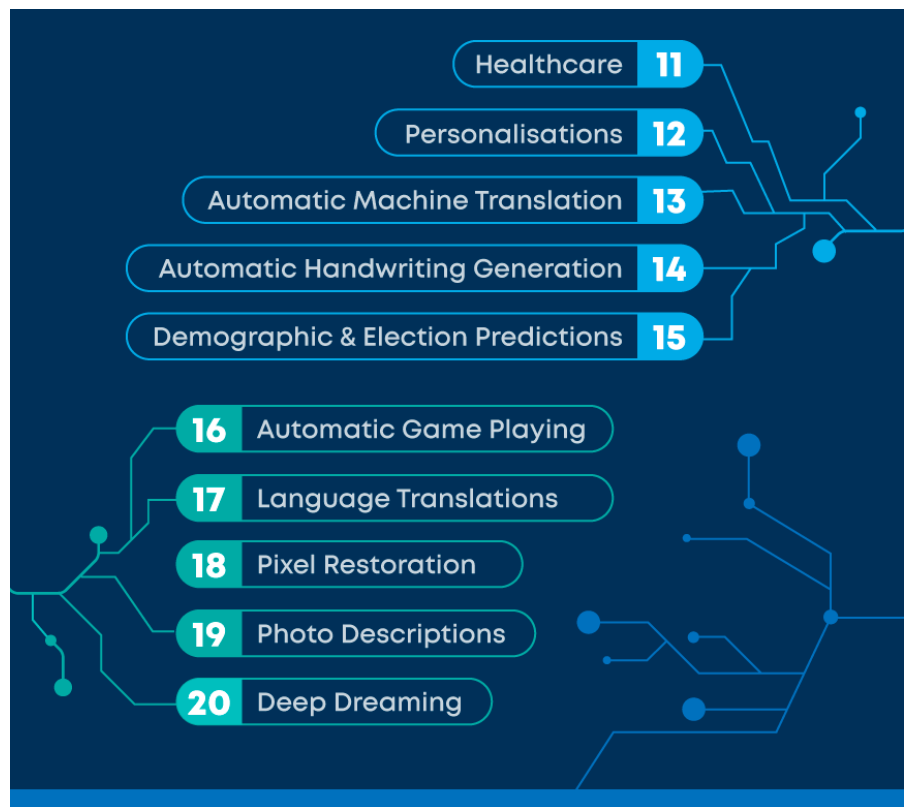 Healthcare 11
Personalisations 12
Automatic Machine Translation 13
Automatic Handwriting Generation 14
Demographic & Election Predictions 15
16 Automatic Game Playing
17 Language Translations
18 Pixel Restoration
19 Photo Descriptions
20 Deep Dreaming